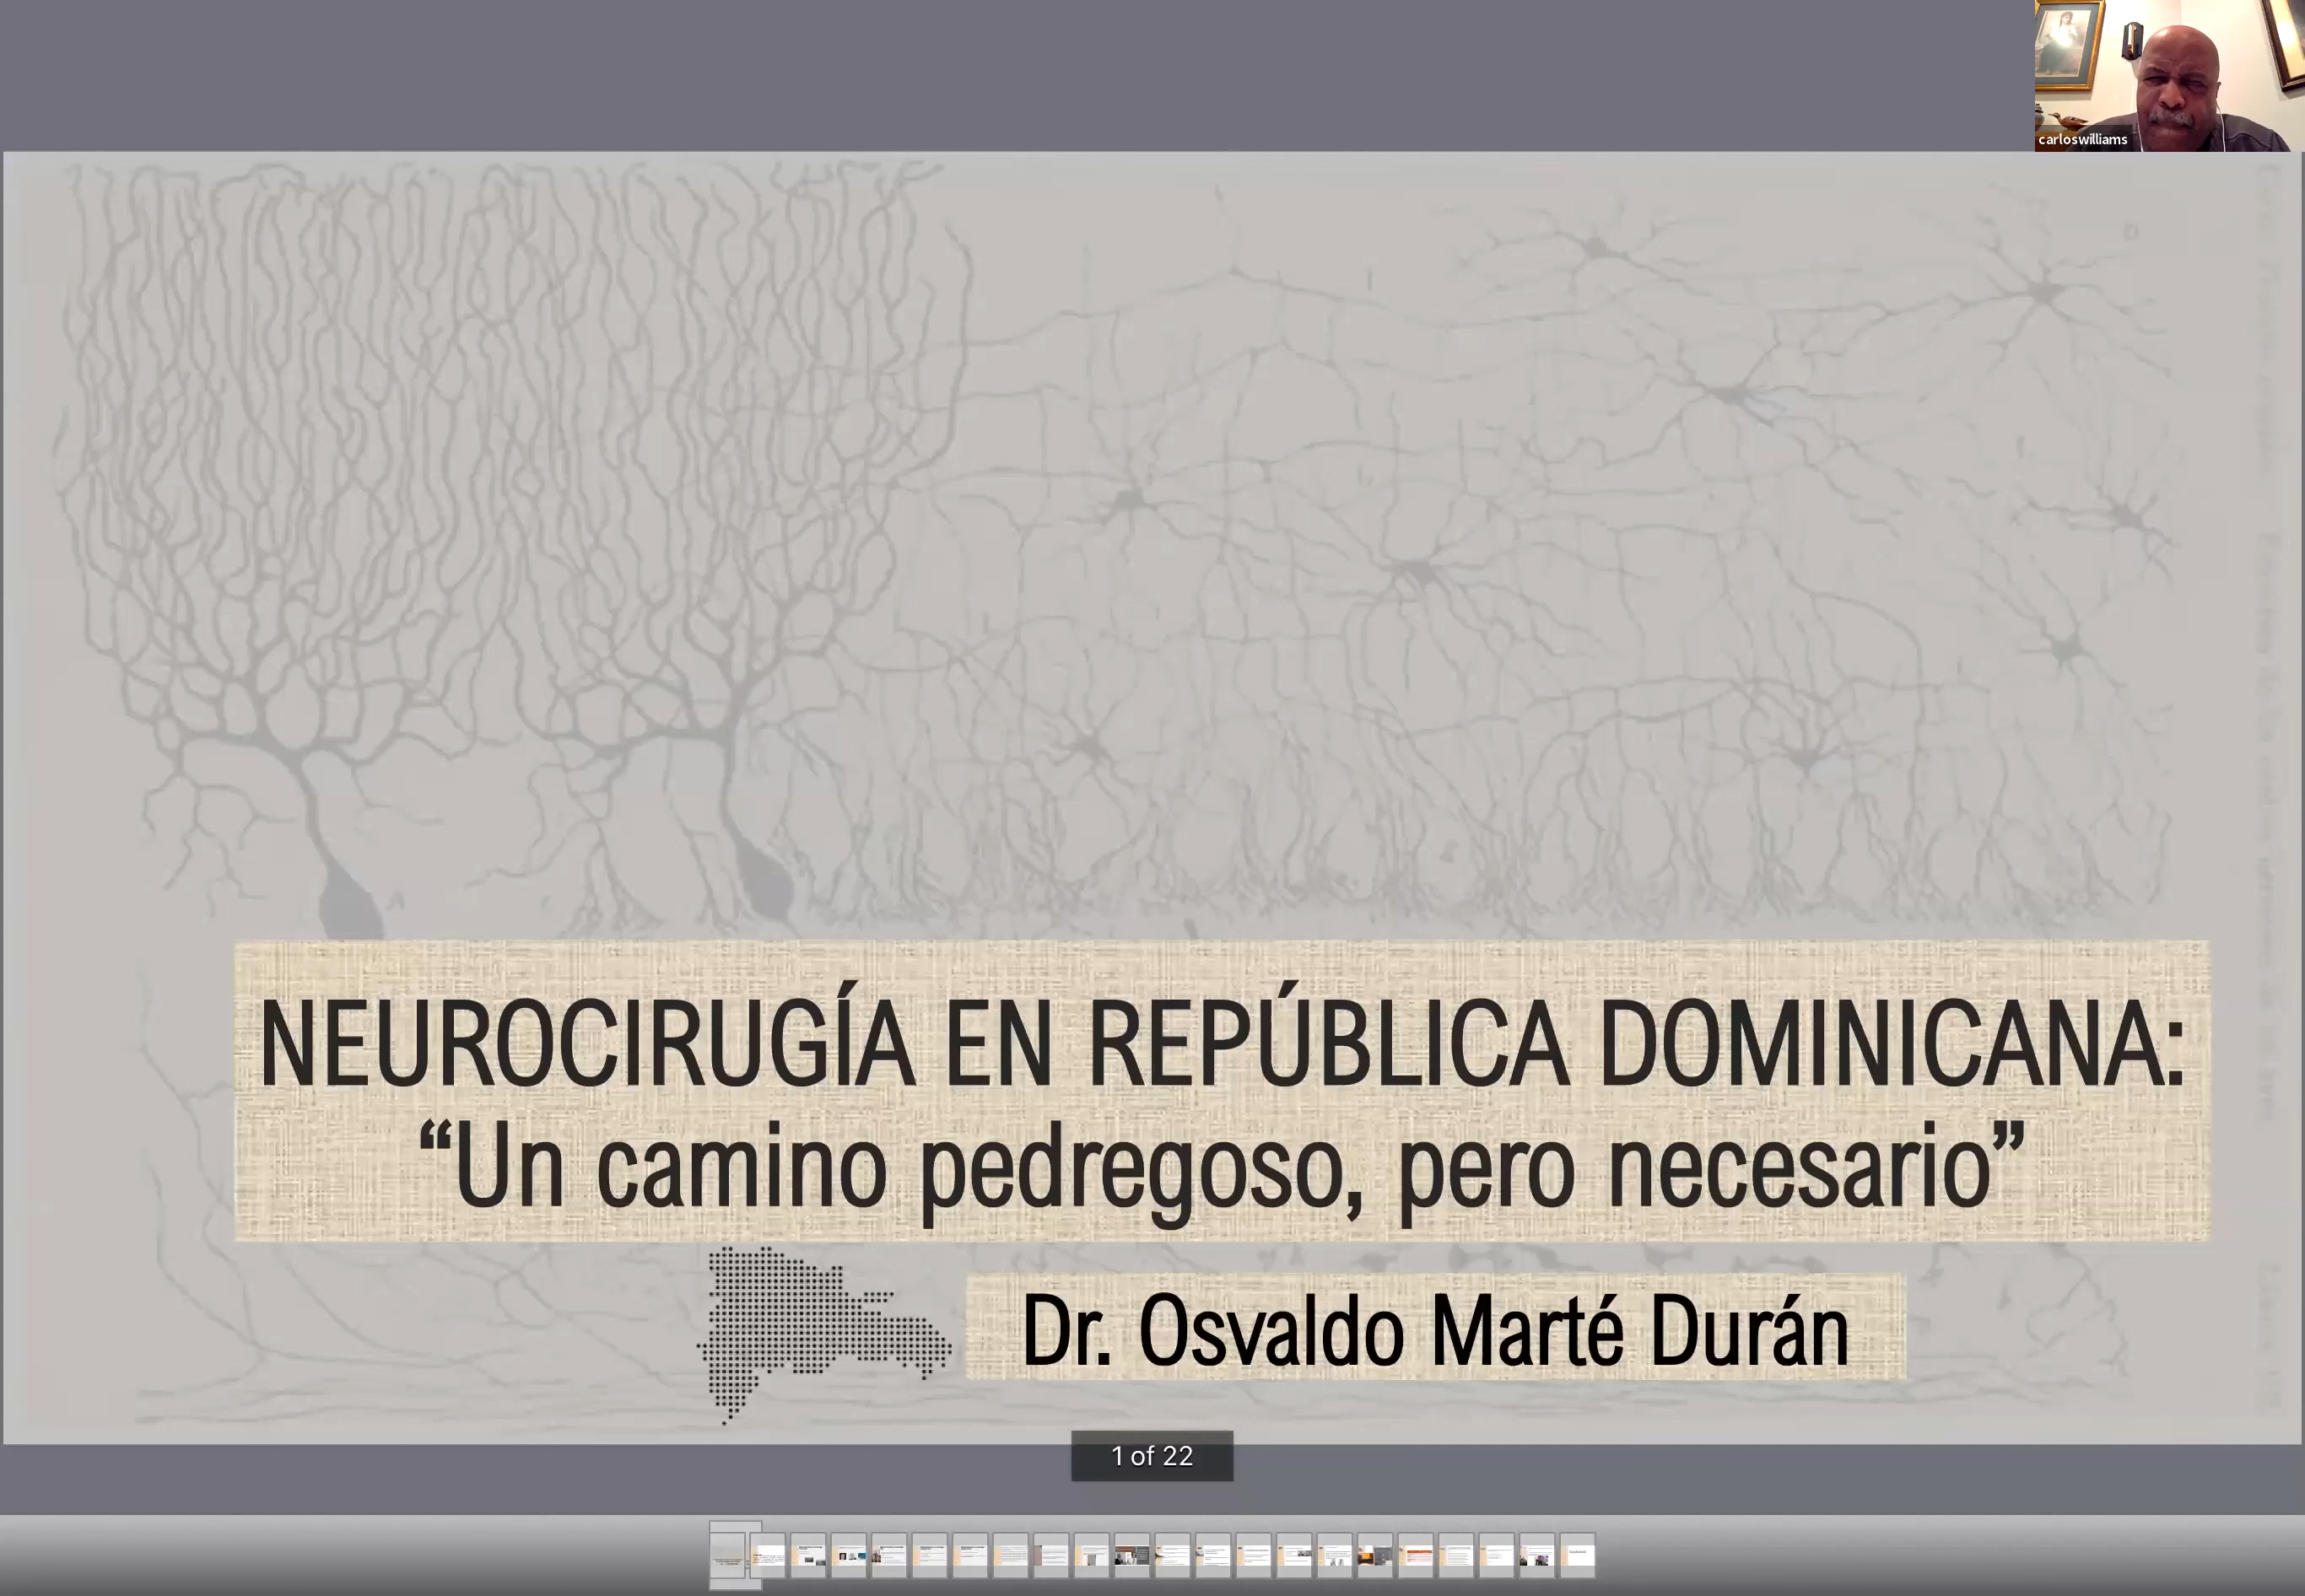 carloswilliams
NEUROCIRUGÍA EN REPÚBLICA DOMINICANA:
“Un camino pedregoso, pero necesario”
Dr. Osvaldo Marté Durán
1 of 22